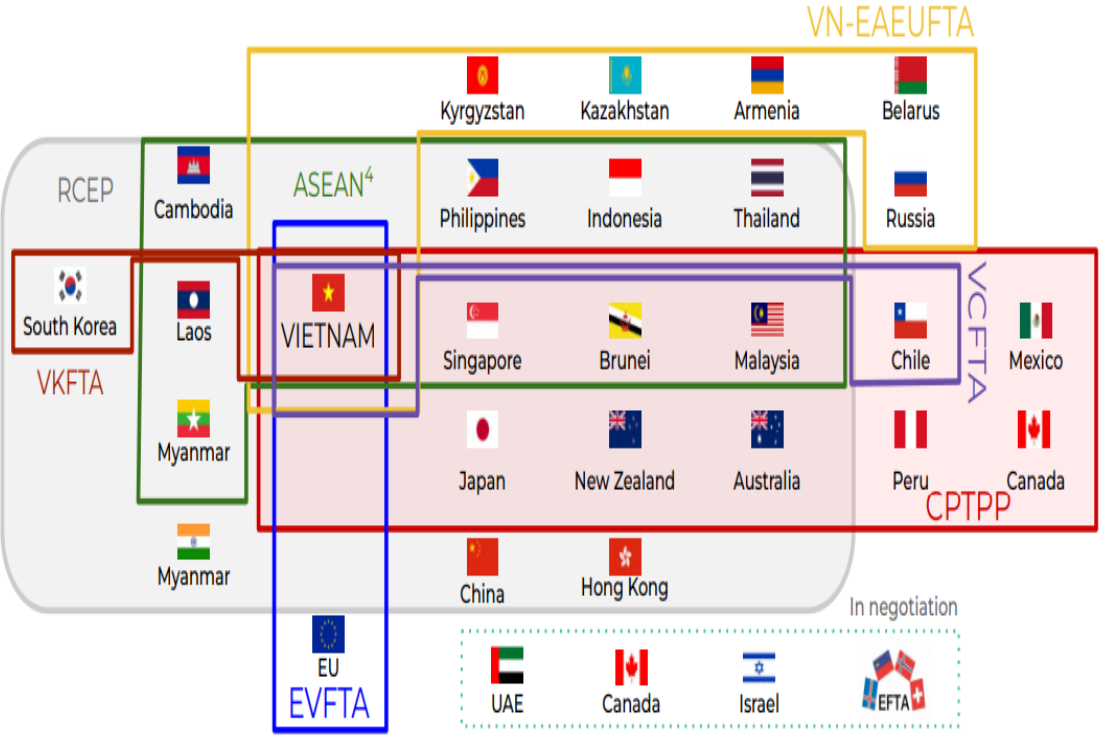 VN-EAEUFTA
Kyrgyzstan
Kazakhstan
Armenia
Belarus
RCEP
Cambodia
ASEAN⁴
Philippines
Indonesia
Thailand
Russia
South Korea
Laos
VIETNAM
Singapore
Brunei
Malaysia
Chile
VCFTA
Mexico
VKFTA
Myanmar
Japan
New Zealand
Australia
Peru
Canada
CPTPP
Myanmar
China
Hong Kong
In negotiation
EU
EVFTA
UAE
Canada
Israel
EFTA